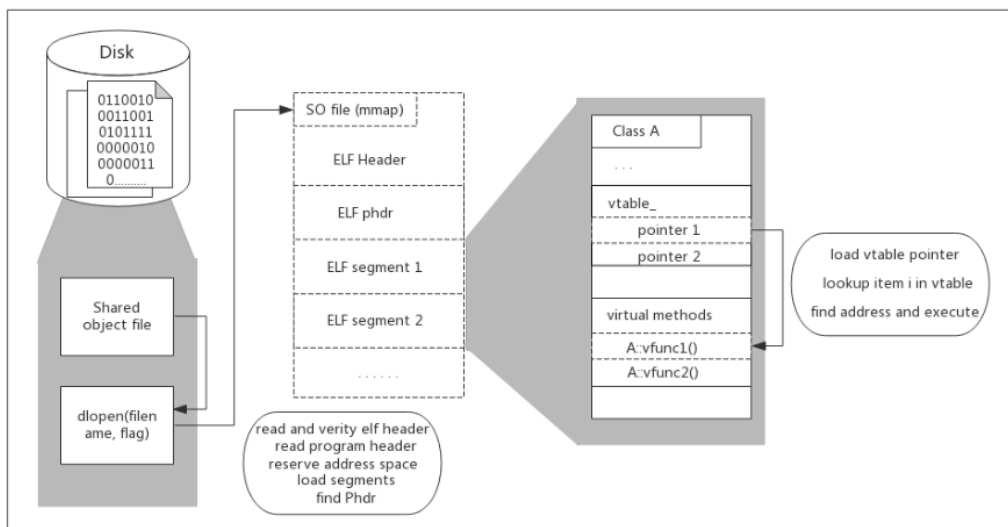 Disk
0110010
0011001
0101111
0000010
0000011
0..........
Shared
object file
dlopen(filen
ame, flag)
SO file (mmap)
ELF Header
ELF phdr
ELF segment 1
ELF segment 2
......
read and verity elf header
read program header
reserve address space
load segments
find Phdr
Class A
...
vtable_
pointer 1
pointer 2
virtual methods
A::vfunc1()
A::vfunc2()
load vtable pointer
lookup item i in vtable
find address and execute